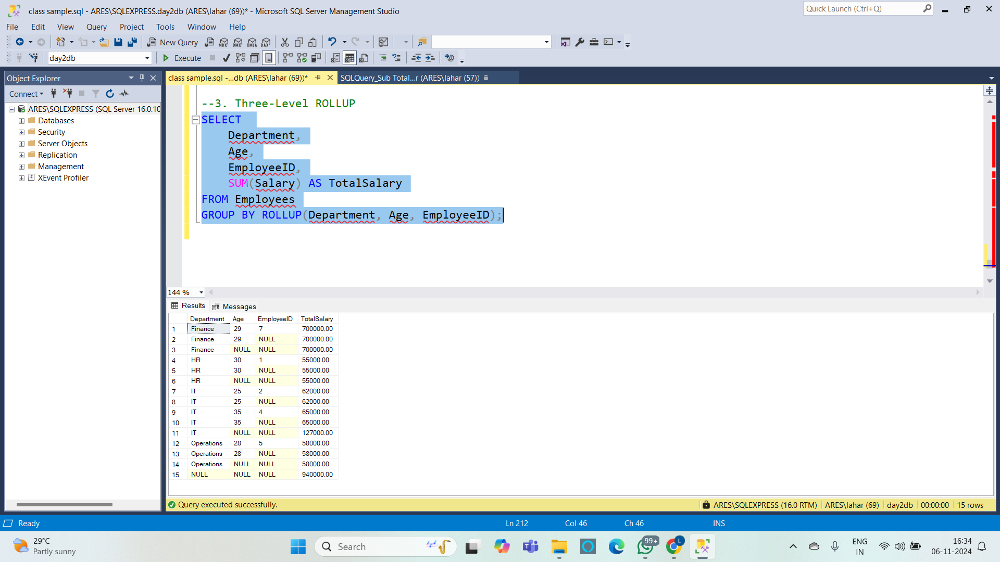 class sample.sql - ARES\SQLEXPRESS.day2db (ARES\lahar (69))* - Microsoft SQL Server Management Studio
Quick Launch (Ctrl+Q)
File Edit View Query Project Tools Window Help
New Query
MDX DMX XMLA DAX
day2db
Execute
Object Explorer
class sample.sql -...db (ARES\lahar (69))*
SQLQuery_Sub Total...r (ARES\lahar (57))
Connect
ARES\SQLEXPRESS (SQL Server 16.0.10
Databases
Security
Server Objects
Replication
Management
XEvent Profiler
--3. Three-Level ROLLUP
SELECT
Department,
Age,
EmployeeID,
SUM(Salary) AS TotalSalary
FROM Employees
GROUP BY ROLLUP(Department, Age, EmployeeID);
144 %
Results Messages
Department Age EmployeeID TotalSalary
1 Finance 29 7 700000.00
2 Finance 29 NULL 700000.00
3 Finance NULL NULL 700000.00
4 HR 30 1 55000.00
5 HR 30 NULL 55000.00
6 HR NULL NULL 55000.00
7 IT 25 2 62000.00
8 IT 25 NULL 62000.00
9 IT 35 4 65000.00
10 IT 35 NULL 65000.00
11 IT NULL NULL 127000.00
12 Operations 28 5 58000.00
13 Operations 28 NULL 58000.00
14 Operations NULL NULL 58000.00
15 NULL NULL NULL 940000.00
Query executed successfully.
ARES\SQLEXPRESS (16.0 RTM) ARES\lahar (69) day2db 00:00:00 15 rows
Ready
Ln 212 Col 46 Ch 46 INS
29°C
Partly sunny
Search
99+
L
ENG
IN
16:34
06-11-2024